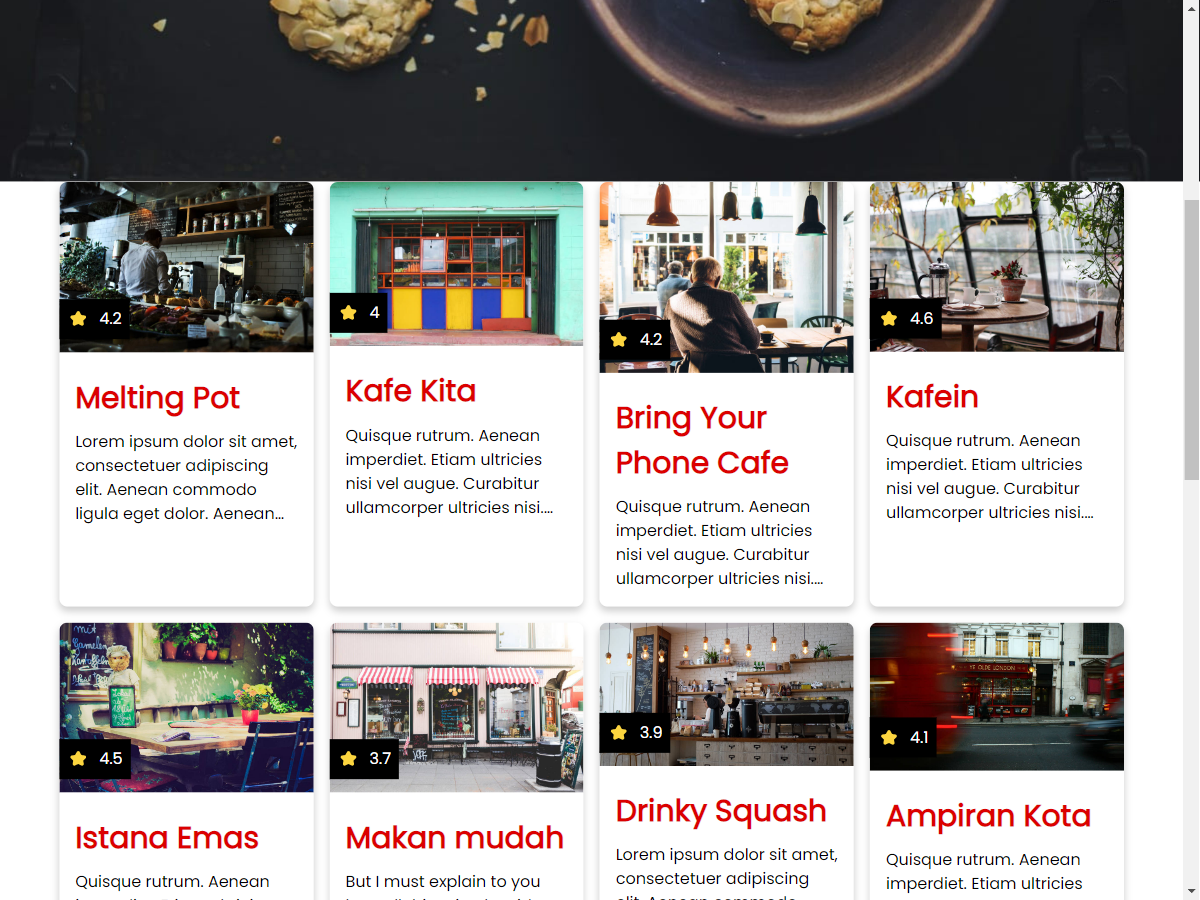 4.2
Melting Pot
Lorem ipsum dolor sit amet,
consectetuer adipiscing
elit. Aenean commodo
ligula eget dolor. Aenean...
4
Kafe Kita
Quisque rutrum. Aenean
imperdiet. Etiam ultricies
nisi vel augue. Curabitur
ullamcorper ultricies nisi....
4.2
Bring Your
Phone Cafe
Quisque rutrum. Aenean
imperdiet. Etiam ultricies
nisi vel augue. Curabitur
ullamcorper ultricies nisi....
4.6
Kafein
Quisque rutrum. Aenean
imperdiet. Etiam ultricies
nisi vel augue. Curabitur
ullamcorper ultricies nisi....
mit
4.5
Istana Emas
Quisque rutrum. Aenean
3.7
Makan mudah
But I must explain to you
3.9
Drinky Squash
Lorem ipsum dolor sit amet,
consectetuer adipiscing
YE OLDE LONDON
4.1
Ampiran Kota
Quisque rutrum. Aenean
imperdiet. Etiam ultricies